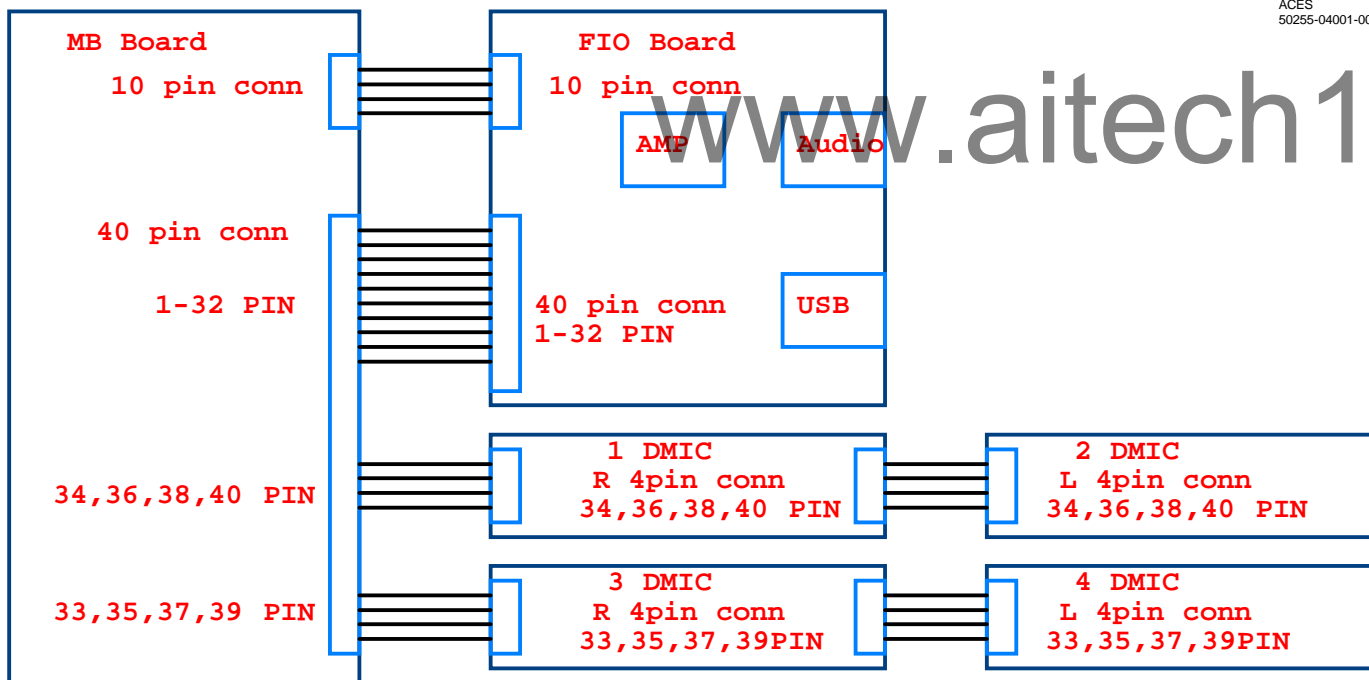 ACES
50255-04001-00
MB Board
10 pin conn
FIO Board
10 pin conn
www.aitech1
AMP
Audio
40 pin conn
1-32 PIN
40 pin conn
1-32 PIN
USB
34,36,38,40 PIN
1 DMIC
R 4pin conn
34,36,38,40 PIN
2 DMIC
L 4pin conn
34,36,38,40 PIN
33,35,37,39 PIN
3 DMIC
R 4pin conn
33,35,37,39PIN
4 DMIC
L 4pin conn
33,35,37,39PIN